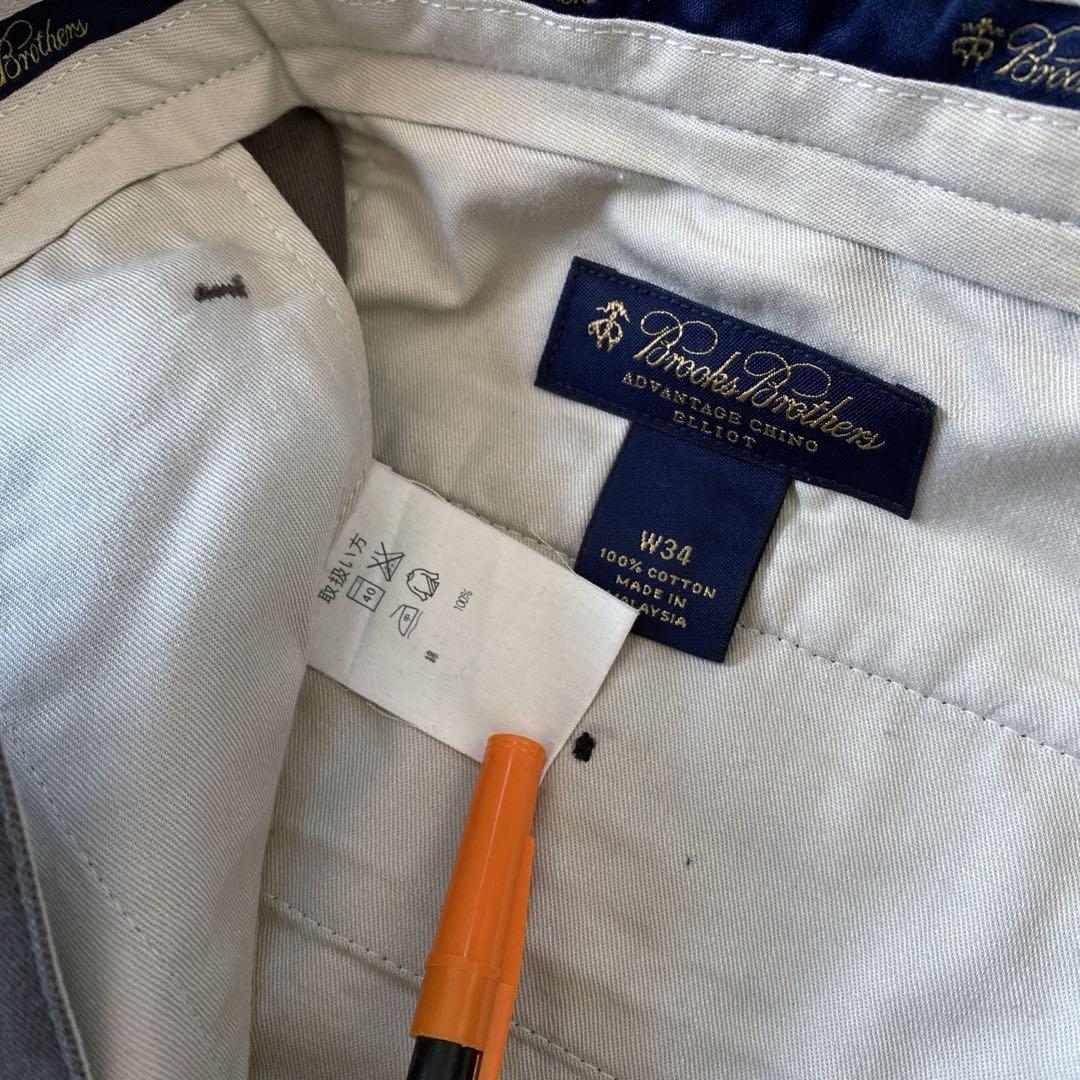 Brothers
Broo
Brooks Brothers
ADVANTAGE CHINO
ELLIOT
W34
100% COTTON
MADE IN
MALAYSIA
取扱い方
40
綿
100%